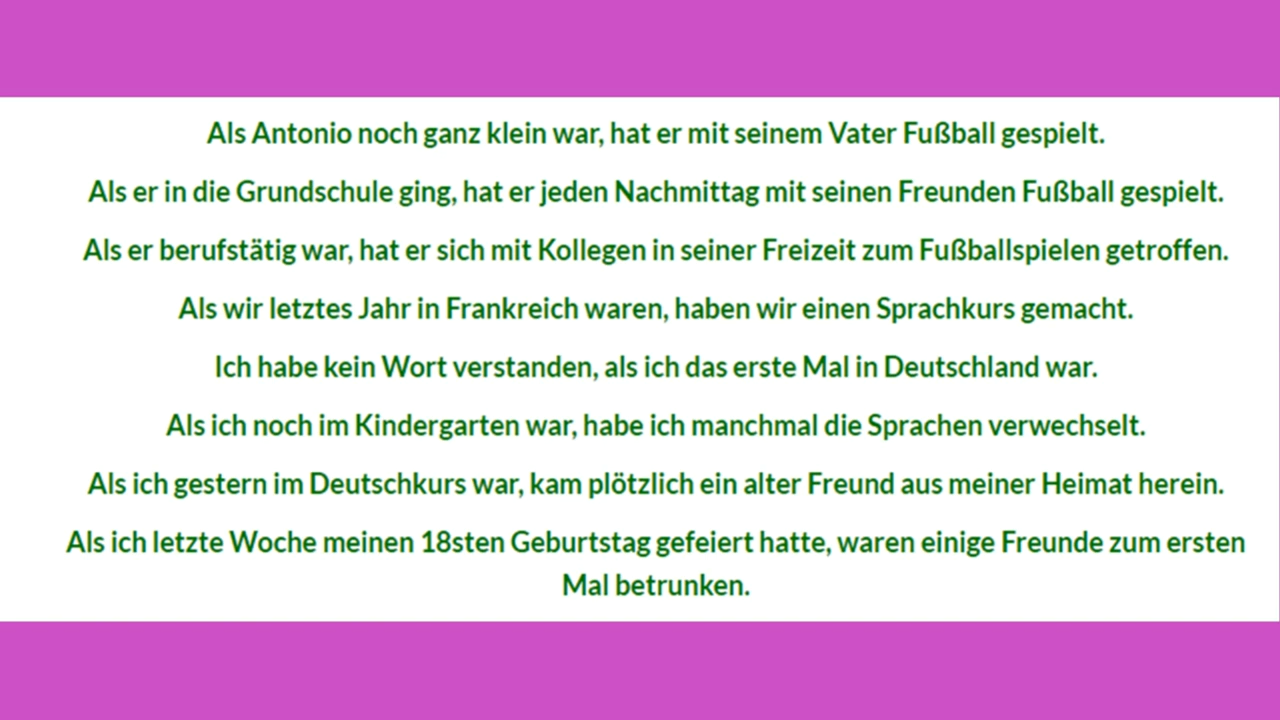 Als Antonio noch ganz klein war, hat er mit seinem Vater Fußball gespielt.
Als er in die Grundschule ging, hat er jeden Nachmittag mit seinen Freunden Fußball gespielt.
Als er berufstätig war, hat er sich mit Kollegen in seiner Freizeit zum Fußballspielen getroffen.
Als wir letztes Jahr in Frankreich waren, haben wir einen Sprachkurs gemacht.
Ich habe kein Wort verstanden, als ich das erste Mal in Deutschland war.
Als ich noch im Kindergarten war, habe ich manchmal die Sprachen verwechselt.
Als ich gestern im Deutschkurs war, kam plötzlich ein alter Freund aus meiner Heimat herein.
Als ich letzte Woche meinen 18sten Geburtstag gefeiert hatte, waren einige Freunde zum ersten
Mal betrunken.